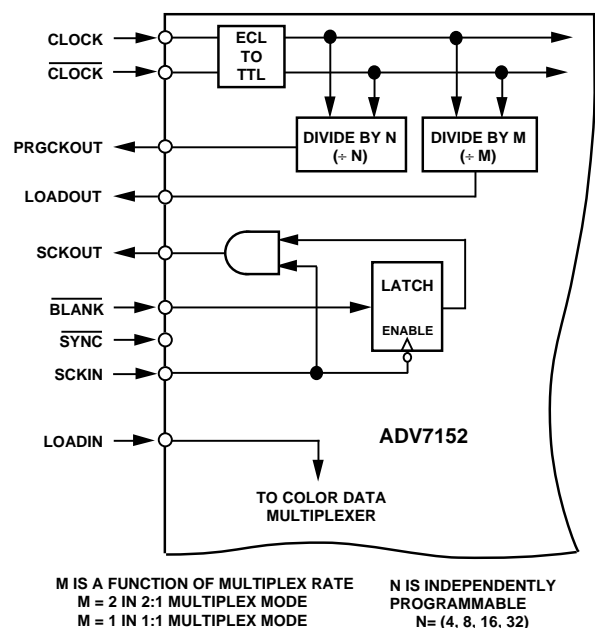 CLOCK
CLOCK
ECL
TO
TTL
PRGCKOUT
DIVIDE BY N
(÷ N)
DIVIDE BY M
(÷ M)
LOADOUT
SCKOUT
BLANK
LATCH
ENABLE
SYNC
SCKIN
LOADIN
ADV7152
TO COLOR DATA
MULTIPLEXER
M IS A FUNCTION OF MULTIPLEX RATE
M = 2 IN 2:1 MULTIPLEX MODE
M = 1 IN 1:1 MULTIPLEX MODE
N IS INDEPENDENTLY
PROGRAMMABLE
N= (4, 8, 16, 32)